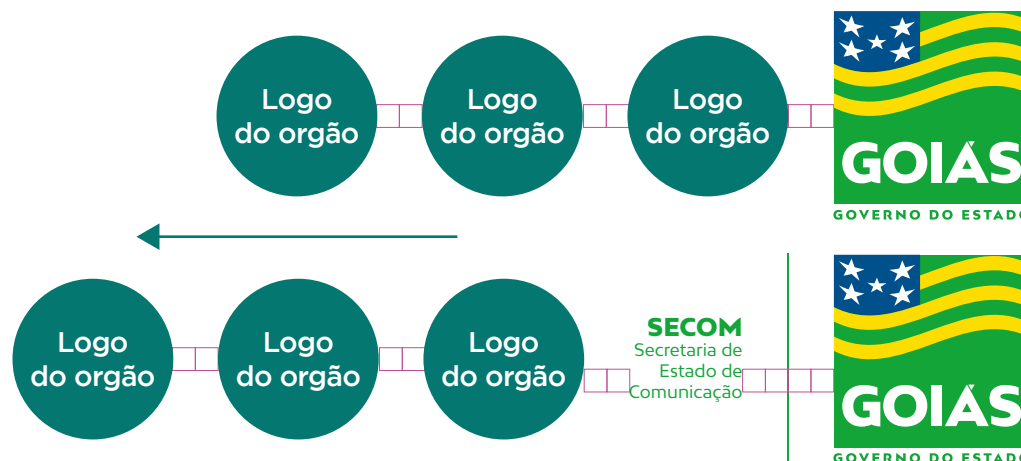 Logo
do orgão
Logo
do orgão
Logo
do orgão
GOIÁS
GOVERNO DO ESTADO
Logo
do orgão
Logo
do orgão
Logo
do orgão
SECOM
Secretaria de
Estado de
Comunicação
GOIÁS
GOVERNO DO ESTADO